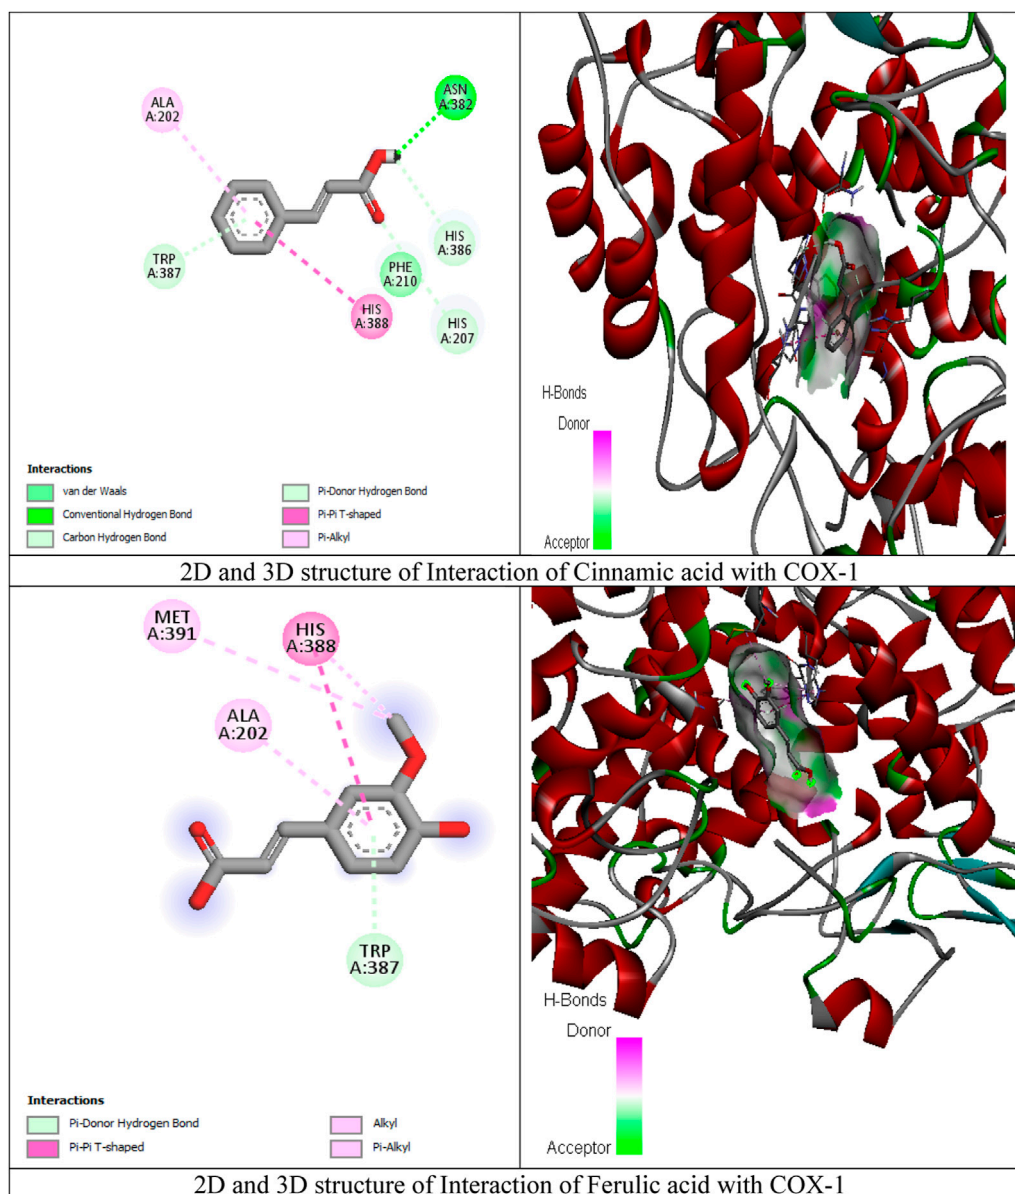 ALA
A:202
ASN
A:382
TRP
A:387
HIS
A:386
PHE
A:210
HIS
A:388
HIS
A:207
Interactions
van der Waals
Conventional Hydrogen Bond
Carbon Hydrogen Bond
Pi-Donor Hydrogen Bond
Pi-Pi T-shaped
Pi-Alkyl
H-Bonds
Donor
Acceptor
2D and 3D structure of Interaction of Cinnamic acid with COX-1
MET
A:391
HIS
A:388
ALA
A:202
TRP
A:387
Interactions
Pi-Donor Hydrogen Bond
Pi-Pi T-shaped
Alkyl
Pi-Alkyl
H-Bonds
Donor
Acceptor
2D and 3D structure of Interaction of Ferulic acid with COX-1